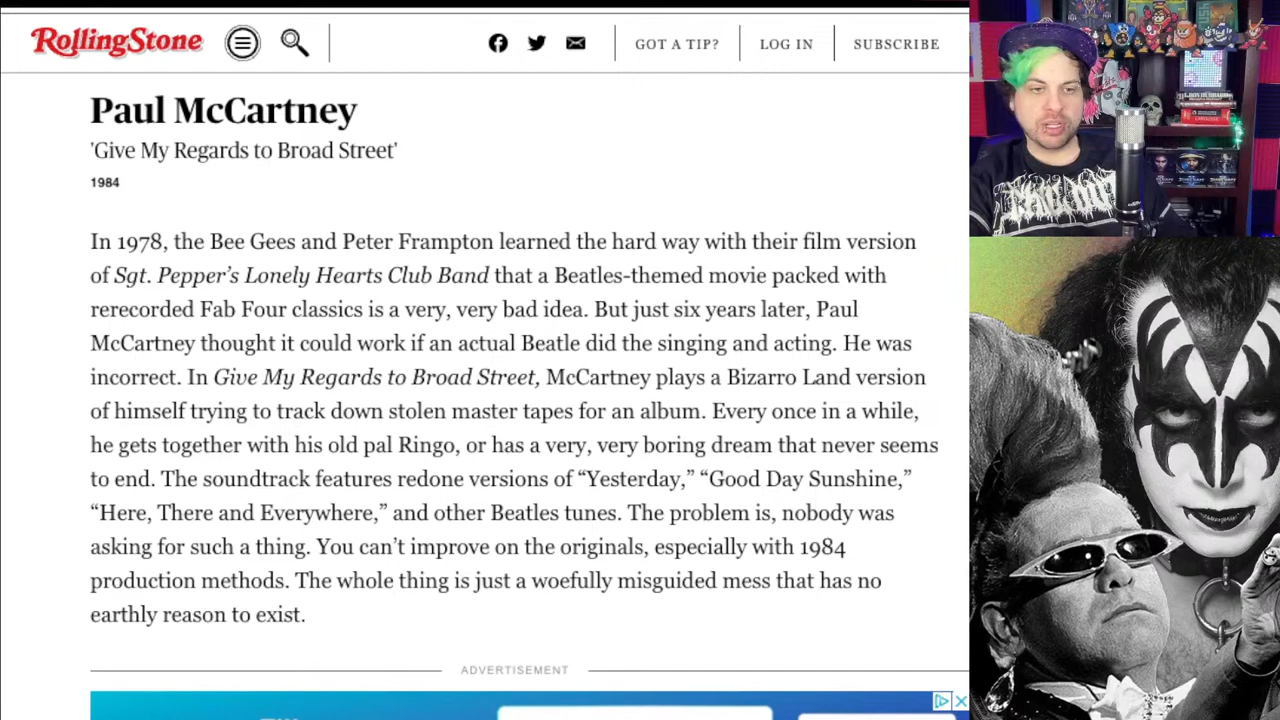 RollingStone
GOT A TIP?
LOG IN
SUBSCRIBE
Paul McCartney
'Give My Regards to Broad Street'
1984
In 1978, the Bee Gees and Peter Frampton learned the hard way with their film version
of Sgt. Pepper’s Lonely Hearts Club Band that a Beatles-themed movie packed with
rerecorded Fab Four classics is a very, very bad idea. But just six years later, Paul
McCartney thought it could work if an actual Beatle did the singing and acting. He was
incorrect. In Give My Regards to Broad Street, McCartney plays a Bizarro Land version
of himself trying to track down stolen master tapes for an album. Every once in a while,
he gets together with his old pal Ringo, or has a very, very boring dream that never seems
to end. The soundtrack features redone versions of “Yesterday,” “Good Day Sunshine,”
“Here, There and Everywhere,” and other Beatles tunes. The problem is, nobody was
asking for such a thing. You can’t improve on the originals, especially with 1984
production methods. The whole thing is just a woefully misguided mess that has no
earthly reason to exist.
ADVERTISEMENT